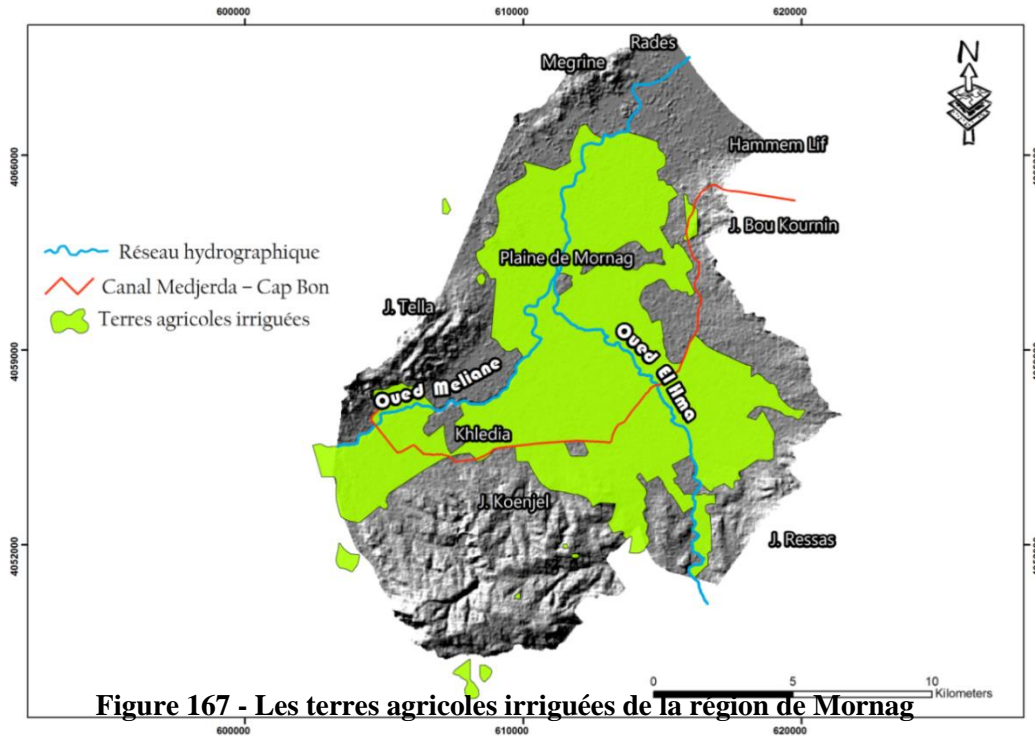 600000 610000 620000
Rades
Megrine
N
Hammem Lif
4066000
J. Bou Kournin
Réseau hydrographique
Plaine de Mornag
Canal Medjerda – Cap Bon
J. Tella
Terres agricoles irriguées
4059000
Oued El Hma
Oued Meliane
Khledia
J. Koenjel
J. Ressas
4052000
0 5 10
Kilometers
Figure 167 - Les terres agricoles irriguées de la région de Mornag
600000 610000 620000